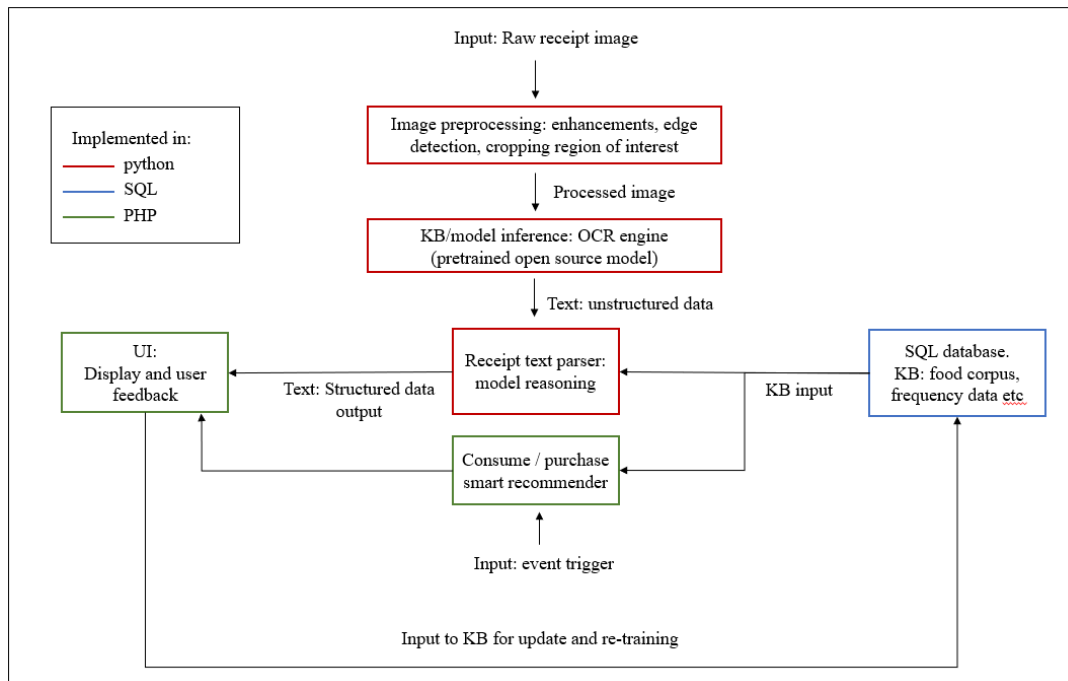 Input: Raw receipt image
Implemented in:
python
SQL
PHP
Image preprocessing: enhancements, edge
detection, cropping region of interest
Processed image
KB/model inference: OCR engine
(pretrained open source model)
Text: unstructured data
UI:
Display and user
feedback
Text: Structured data
output
Receipt text parser:
model reasoning
KB input
SQL database.
KB: food corpus,
frequency data etc
Consume / purchase
smart recommender
Input: event trigger
Input to KB for update and re-training